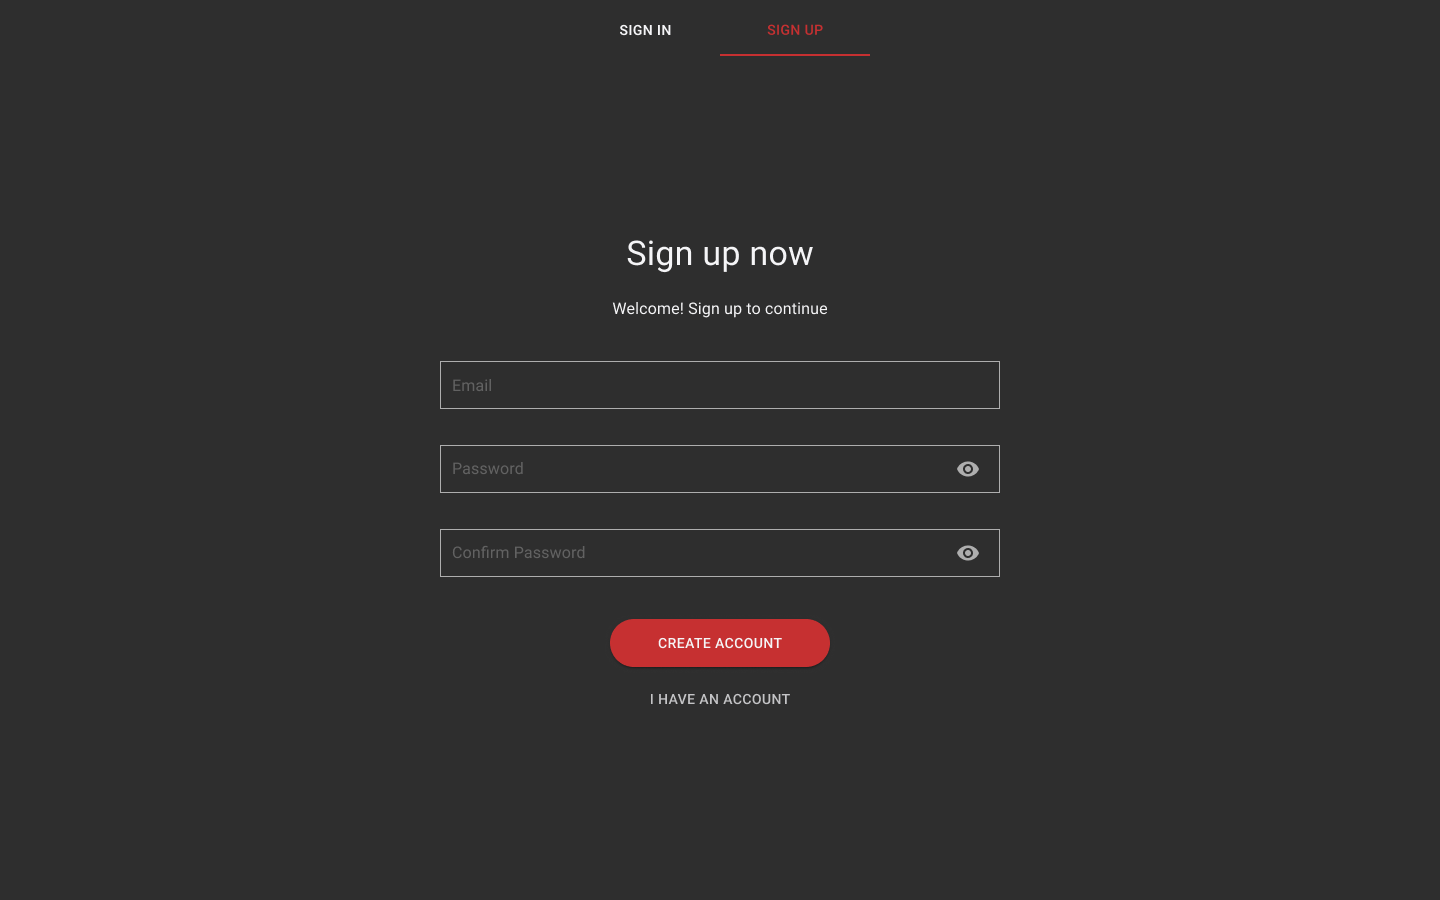 SIGN IN
SIGN UP
Sign up now
Welcome! Sign up to continue
Email
Password
Confirm Password
CREATE ACCOUNT
I HAVE AN ACCOUNT